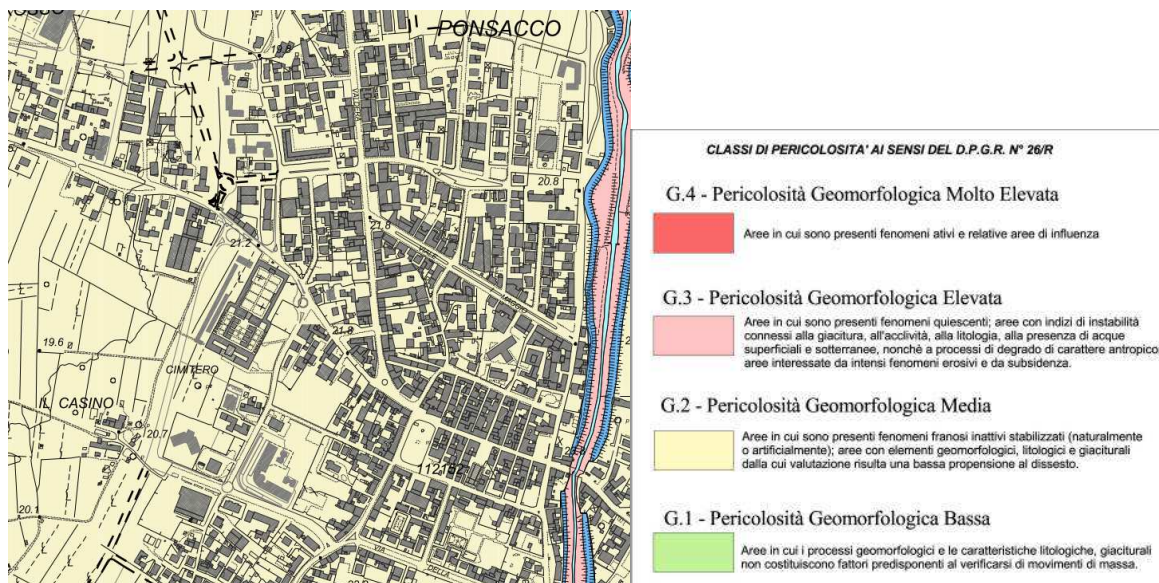 PONSACCO
19.8
20.8
21.8
21.2
21.8
19.6
CIMITERO
IL CASINO
20.7
112152
20.1
VIA
CLASSI DI PERICOLOSITA' AI SENSI DEL D.P.G.R. N° 26/R
G.4 - Pericolosità Geomorfologica Molto Elevata
Aree in cui sono presenti fenomeni ativi e relative aree di influenza
G.3 - Pericolosità Geomorfologica Elevata
Aree in cui sono presenti fenomeni quiescenti; aree con indizi di instabilità
connessi alla giacitura, all'acclività, alla litologia, alla presenza di acque
superficiali e sotterranee, nonchè a processi di degrado di carattere antropico
aree interessate da intensi fenomeni erosivi e da subsidenza.
G.2 - Pericolosità Geomorfologica Media
Aree in cui sono presenti fenomeni franosi inattivi stabilizzati (naturalmente
o artificialmente); aree con elementi geomorfologici, litologici e giaciturali
dalla cui valutazione risulta una bassa propensione al dissesto.
G.1 - Pericolosità Geomorfologica Bassa
Aree in cui i processi geomorfologici e le caratteristiche litologiche, giaciturali
non costituiscono fattori predisponenti al verificarsi di movimenti di massa.